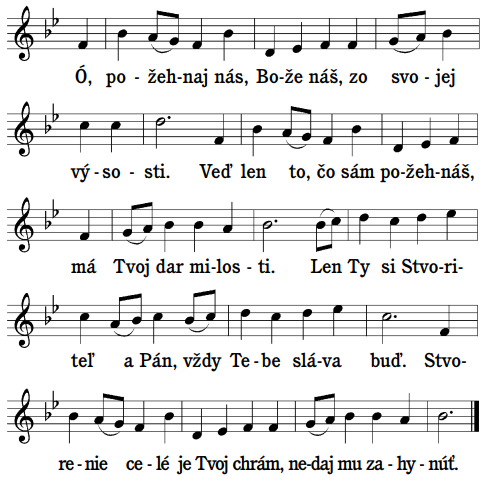 Ó, po - žeh-naj nás, Bo-že náš, zo svo - jej
vý - so - sti. Veď len to, čo sám po-žeh-náš,
má Tvoj dar mi-los - ti. Len Ty si Stvo-ri-
teľ a Pán, vždy Te - be slá-va buď. Stvo-
re - nie ce - lé je Tvoj chrám, ne-daj mu za - hy - núť.